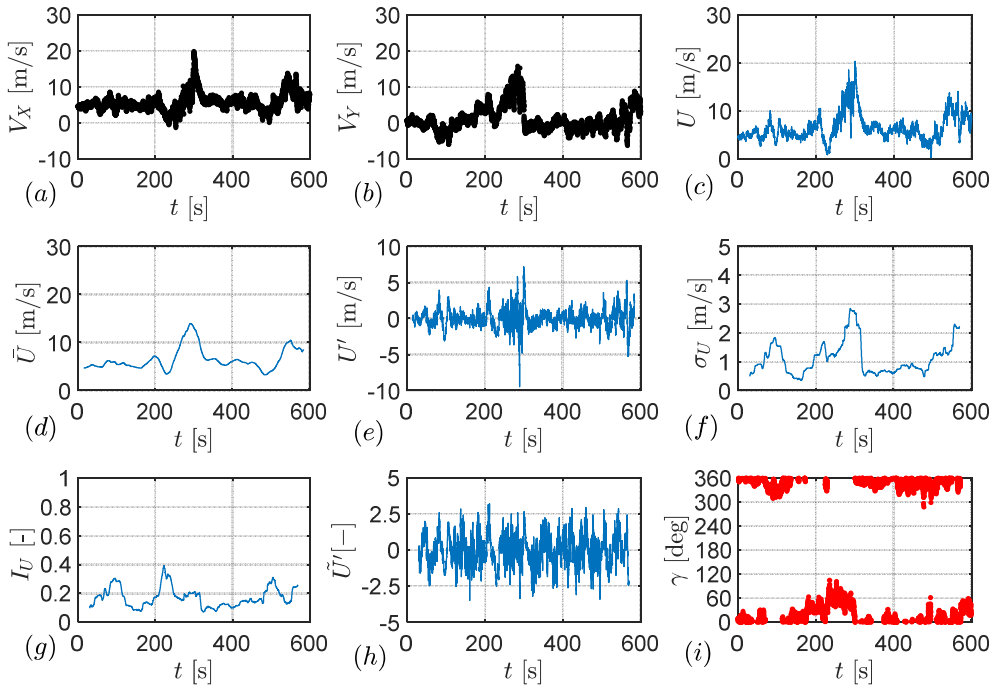 30
20
10
0
-10
V_X [m/s]
0 200 400 600
(a) t [s]
30
20
10
0
-10
V_Y [m/s]
0 200 400 600
(b) t [s]
30
20
10
0
U [m/s]
0 200 400 600
(c) t [s]
30
20
10
0
Ū [m/s]
0 200 400 600
(d) t [s]
10
5
0
-5
-10
U′ [m/s]
0 200 400 600
(e) t [s]
5
4
3
2
1
0
σ_U [m/s]
0 200 400 600
(f) t [s]
1
0.8
0.6
0.4
0.2
0
I_U [-]
0 200 400 600
(g) t [s]
5
2.5
0
-2.5
-5
Ũ′[−]
0 200 400 600
(h) t [s]
360
300
240
180
120
60
0
γ [deg]
0 200 400 600
(i) t [s]